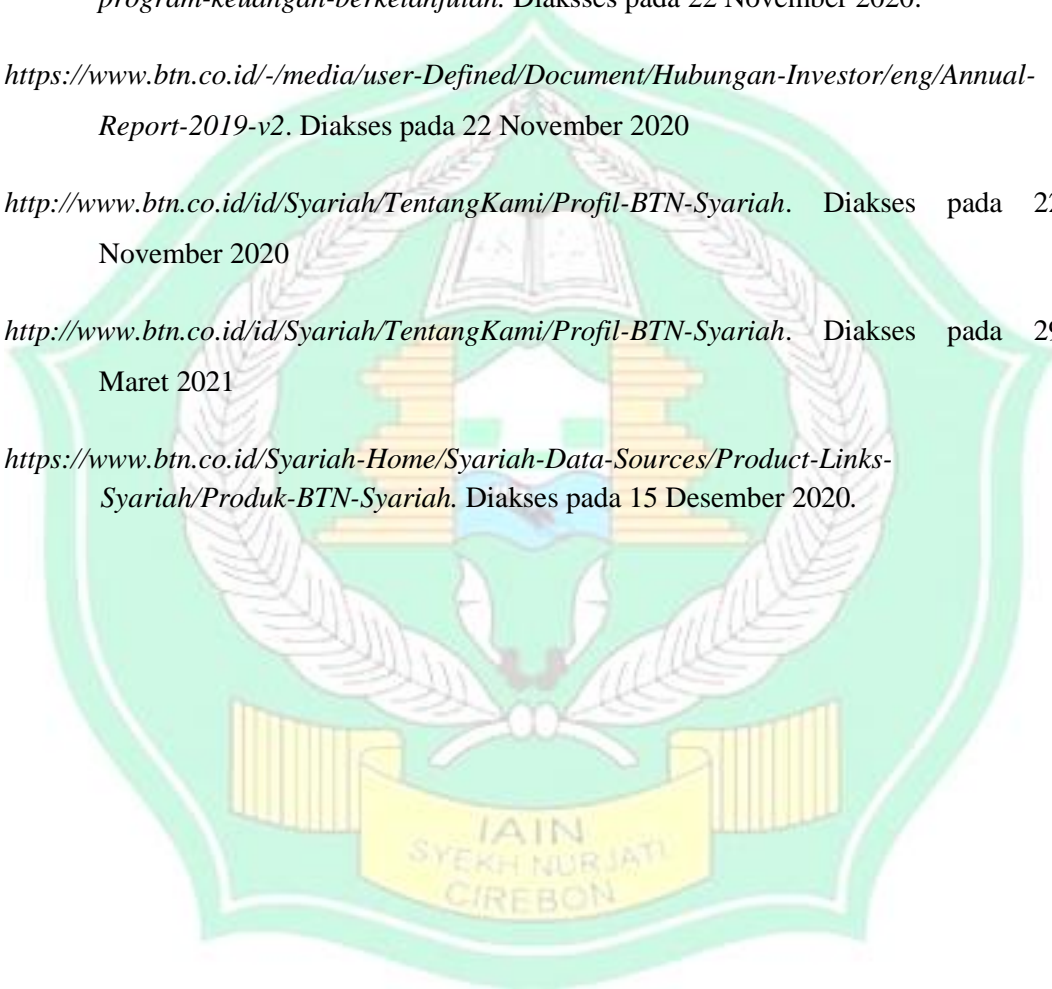 program-keuangan-berkelanjutan. Diaksses pada 22 November 2020.
https://www.btn.co.id/-/media/user-Defined/Document/Hubungan-Investor/eng/Annual-
Report-2019-v2. Diakses pada 22 November 2020
http://www.btn.co.id/id/Syariah/TentangKami/Profil-BTN-Syariah. Diakses pada 22
November 2020
http://www.btn.co.id/id/Syariah/TentangKami/Profil-BTN-Syariah. Diakses pada 29
Maret 2021
https://www.btn.co.id/Syariah-Home/Syariah-Data-Sources/Product-Links-
Syariah/Produk-BTN-Syariah. Diakses pada 15 Desember 2020.
IAIN
SYEKH NURJATI
CIREBON